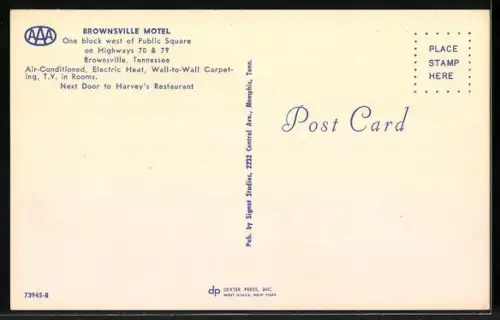 AAA
BROWNSVILLE MOTEL
One block west of Public Square
on Highways 70 & 79
Brownsville, Tennessee
Air-Conditioned, Electric Heat, Wall-to-Wall Carpet-
ing, T.V. in Rooms.
Next Door to Harvey's Restaurant
PLACE
STAMP
HERE
Post Card
Pub. by Signet Studios, 2232 Central Ave., Memphis, Tenn.
73945-B
dp DEXTER PRESS, INC.
WEST NYACK, NEW YORK